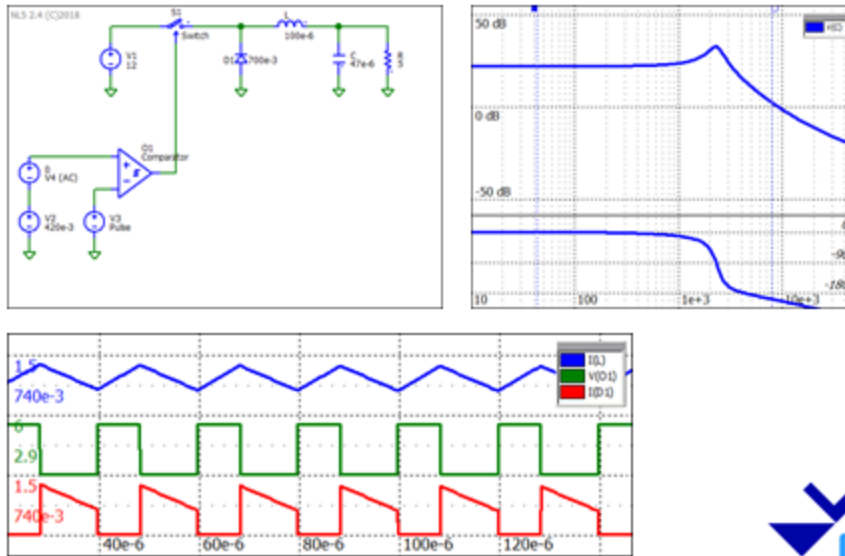 NL5 2.4 (C)2018
S1
Switch
L
100e-6
V1
12
D1
700e-3
C
47e-6
R
O1
Comparator
V4 (AC)
V2
420e-3
V3
Pulse
50 dB
0 dB
-50 dB
10
100
1e+3
10e+3
1.5
740e-3
6
2.9
1.5
740e-3
I(L)
V(O1)
I(D1)
40e-6
60e-6
80e-6
100e-6
120e-6